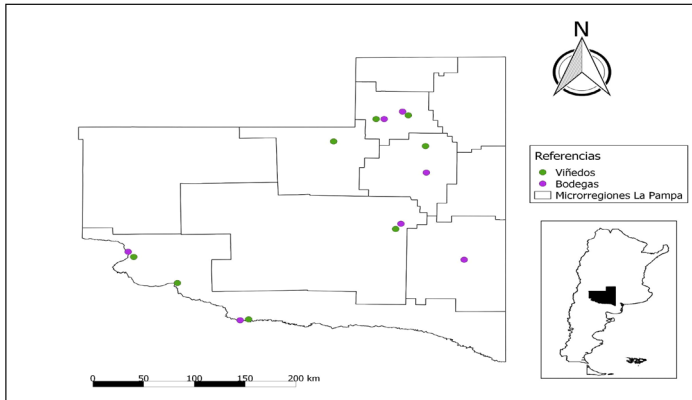 N
Referencias
Viñedos
Bodegas
Microrregiones La Pampa
0 50 100 150 200 km